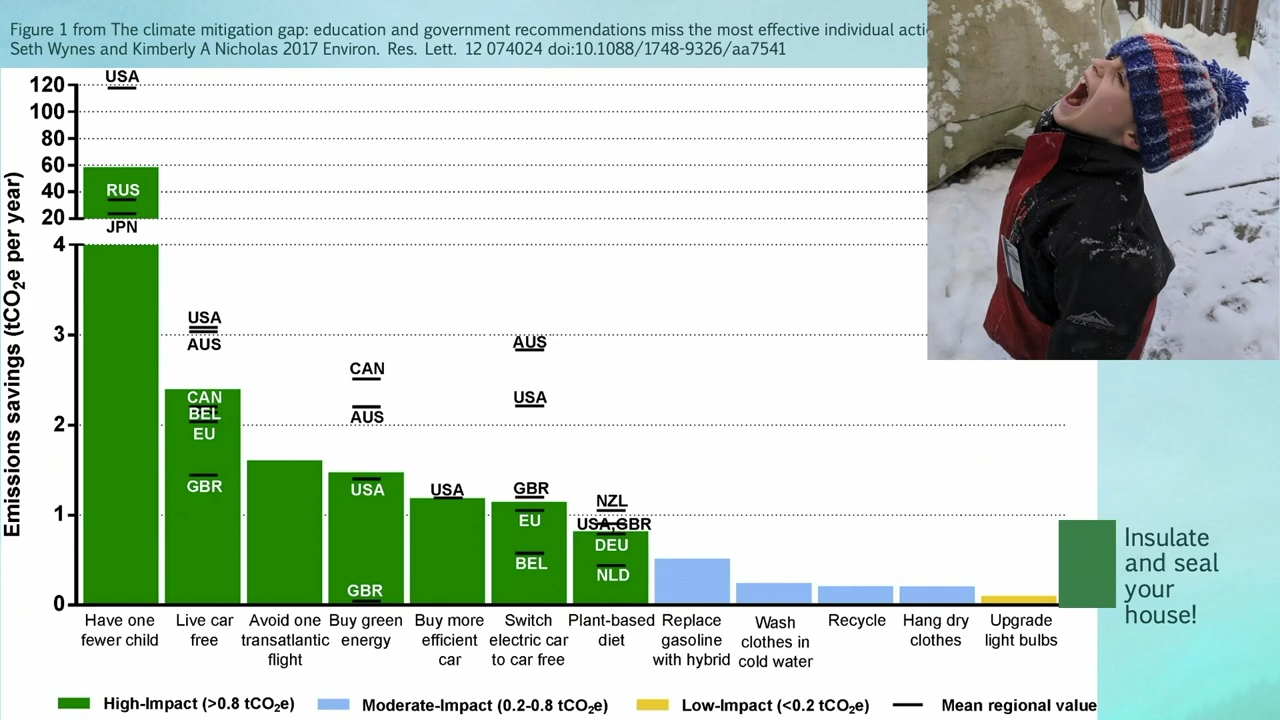 Figure 1 from The climate mitigation gap: education and government recommendations miss the most effective individual acti
Seth Wynes and Kimberly A Nicholas 2017 Environ. Res. Lett. 12 074024 doi:10.1088/1748-9326/aa7541
Emissions savings (tCO₂e per year)
120
100
80
60
40
20
4
3
2
1
0
USA
RUS
JPN
USA
AUS
CAN
BEL
EU
GBR
CAN
AUS
USA
GBR
USA
AUS
USA
GBR
EU
BEL
NZL
USA,GBR
DEU
NLD
Have one
fewer child
Live car
free
Avoid one
transatlantic
flight
Buy green
energy
Buy more
efficient
car
Switch
electric car
to car free
Plant-based
diet
Replace
gasoline
with hybrid
Wash
clothes in
cold water
Recycle
Hang dry
clothes
Upgrade
light bulbs
Insulate
and seal
your
house!
High-Impact (>0.8 tCO₂e)
Moderate-Impact (0.2-0.8 tCO₂e)
Low-Impact (<0.2 tCO₂e)
Mean regional value